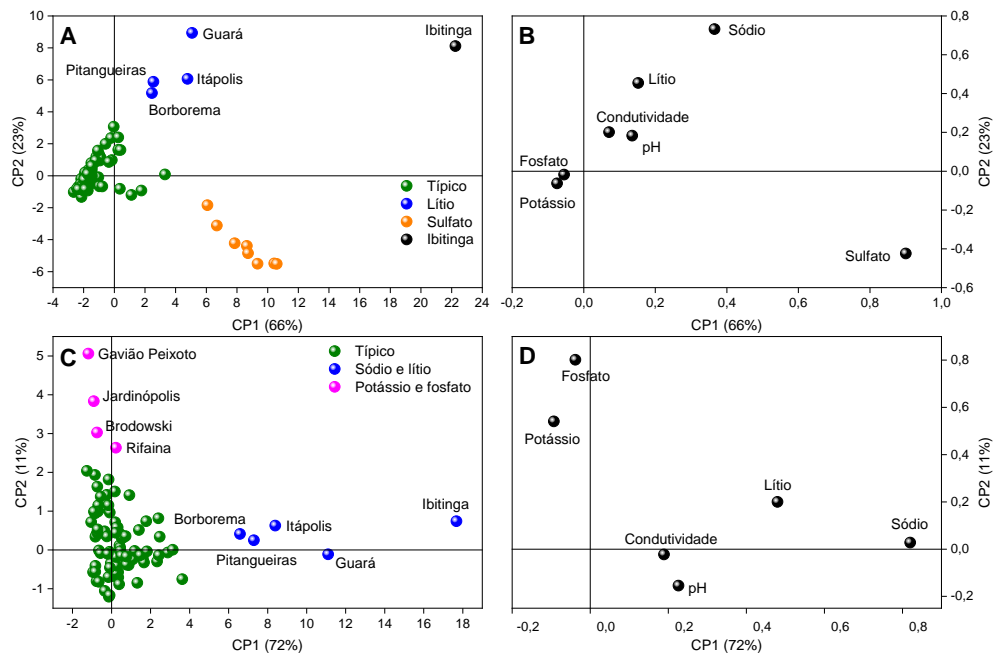 A
10
8
6
4
2
0
-2
-4
-6
CP2 (23%)
Guará
Ibitinga
Pitangueiras
Itápolis
Borborema
Típico
Lítio
Sulfato
Ibitinga
-4 -2 0 2 4 6 8 10 12 14 16 18 20 22 24
CP1 (66%)
B
Sódio
Lítio
Condutividade
pH
Fosfato
Potássio
Sulfato
0,8
0,6
0,4
0,2
0,0
-0,2
-0,4
-0,6
CP2 (23%)
-0,2 0,0 0,2 0,4 0,6 0,8 1,0
CP1 (66%)
C
5
4
3
2
1
0
-1
CP2 (11%)
Gavião Peixoto
Jardinópolis
Brodowski
Rifaina
Típico
Sódio e lítio
Potássio e fosfato
Ibitinga
Borborema
Itápolis
Pitangueiras
Guará
-2 0 2 4 6 8 10 12 14 16 18
CP1 (72%)
D
Fosfato
Potássio
Lítio
Sódio
Condutividade
pH
0,8
0,6
0,4
0,2
0,0
-0,2
CP2 (11%)
-0,2 0,0 0,2 0,4 0,6 0,8
CP1 (72%)